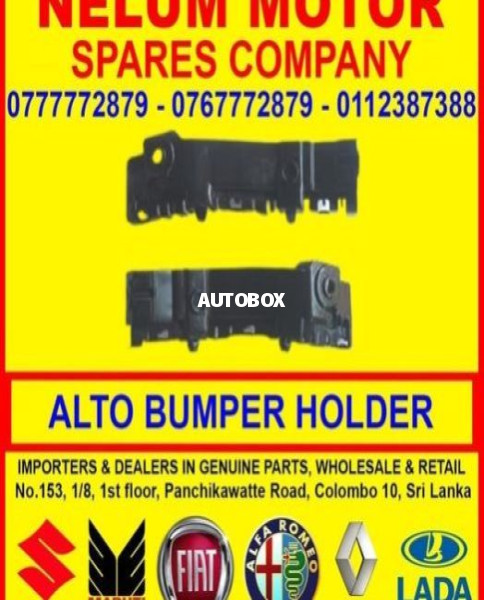 NELUM MOTOR
SPARES COMPANY
0777772879 - 0767772879 - 0112387388
AUTOBOX
ALTO BUMPER HOLDER
IMPORTERS & DEALERS IN GENUINE PARTS, WHOLESALE & RETAIL
No.153, 1/8, 1st floor, Panchikawatte Road, Colombo 10, Sri Lanka
FIAT
ALFA ROMEO
MARUTI
LADA